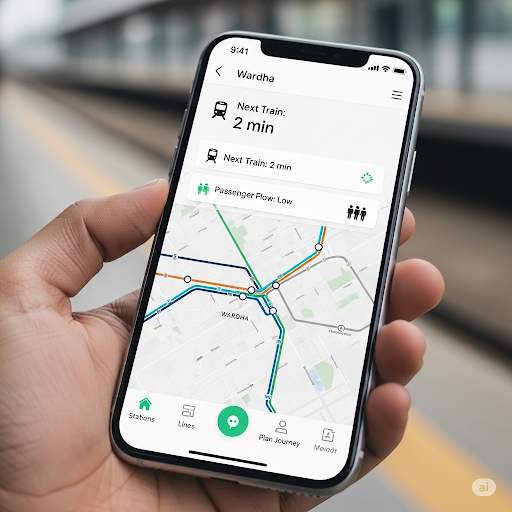 9:41
Wardha
Next Train:
2 min
Next Train: 2 min
Passenger Flow: Low
WARDHA
Stations
Lines
Plan Journey
ai